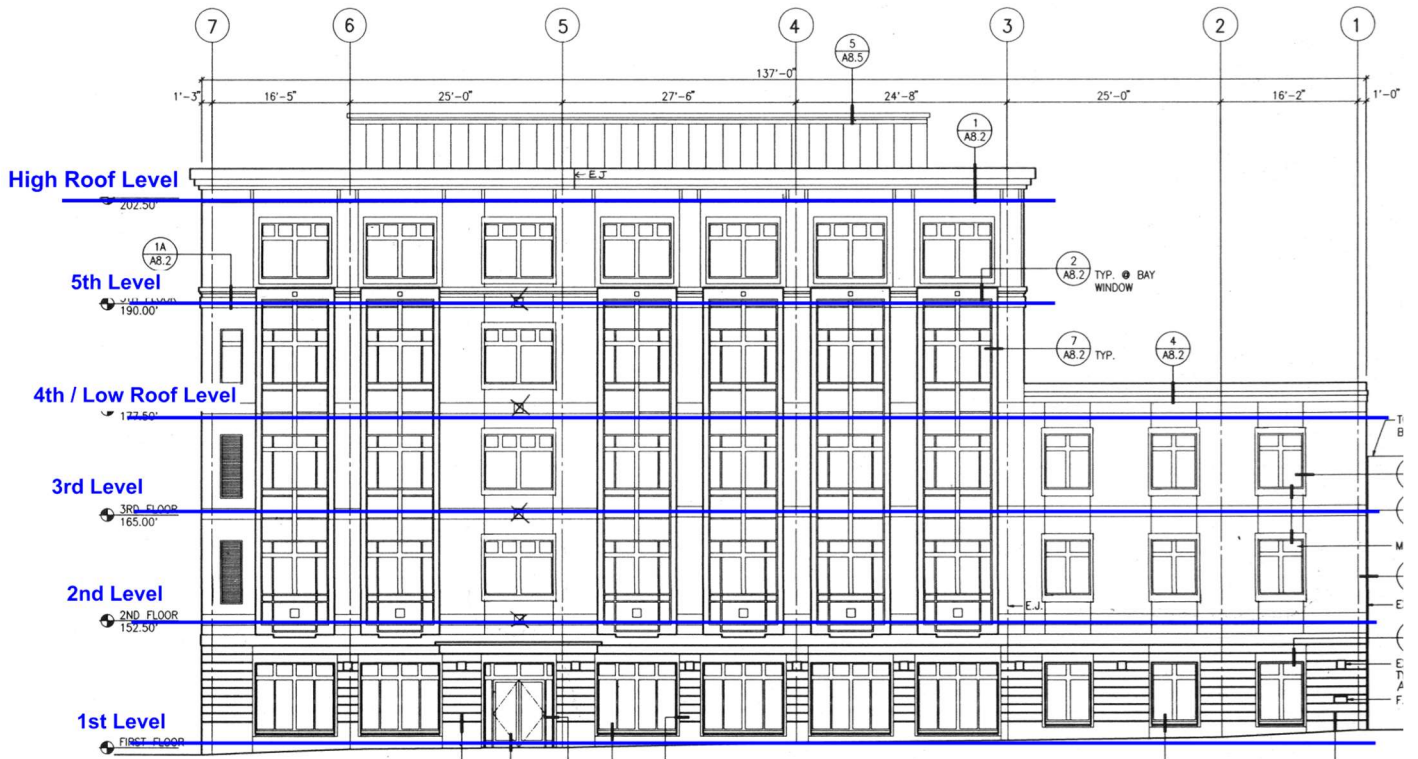 7 6 5 4 3 2 1
5
A8.5
137'-0"
1'-3" 16'-5" 25'-0" 27'-6" 24'-8" 25'-0" 16'-2" 1'-0"
1
A8.2
E.J
High Roof Level
202.50'
1A
A8.2
2
A8.2 TYP. @ BAY
WINDOW
5th Level
190.00'
7
A8.2 TYP.
4
A8.2
4th / Low Roof Level
177.50'
3rd Level
3RD FLOOR
165.00'
2nd Level
2ND FLOOR
152.50'
E.J.
1st Level
FIRST FLOOR